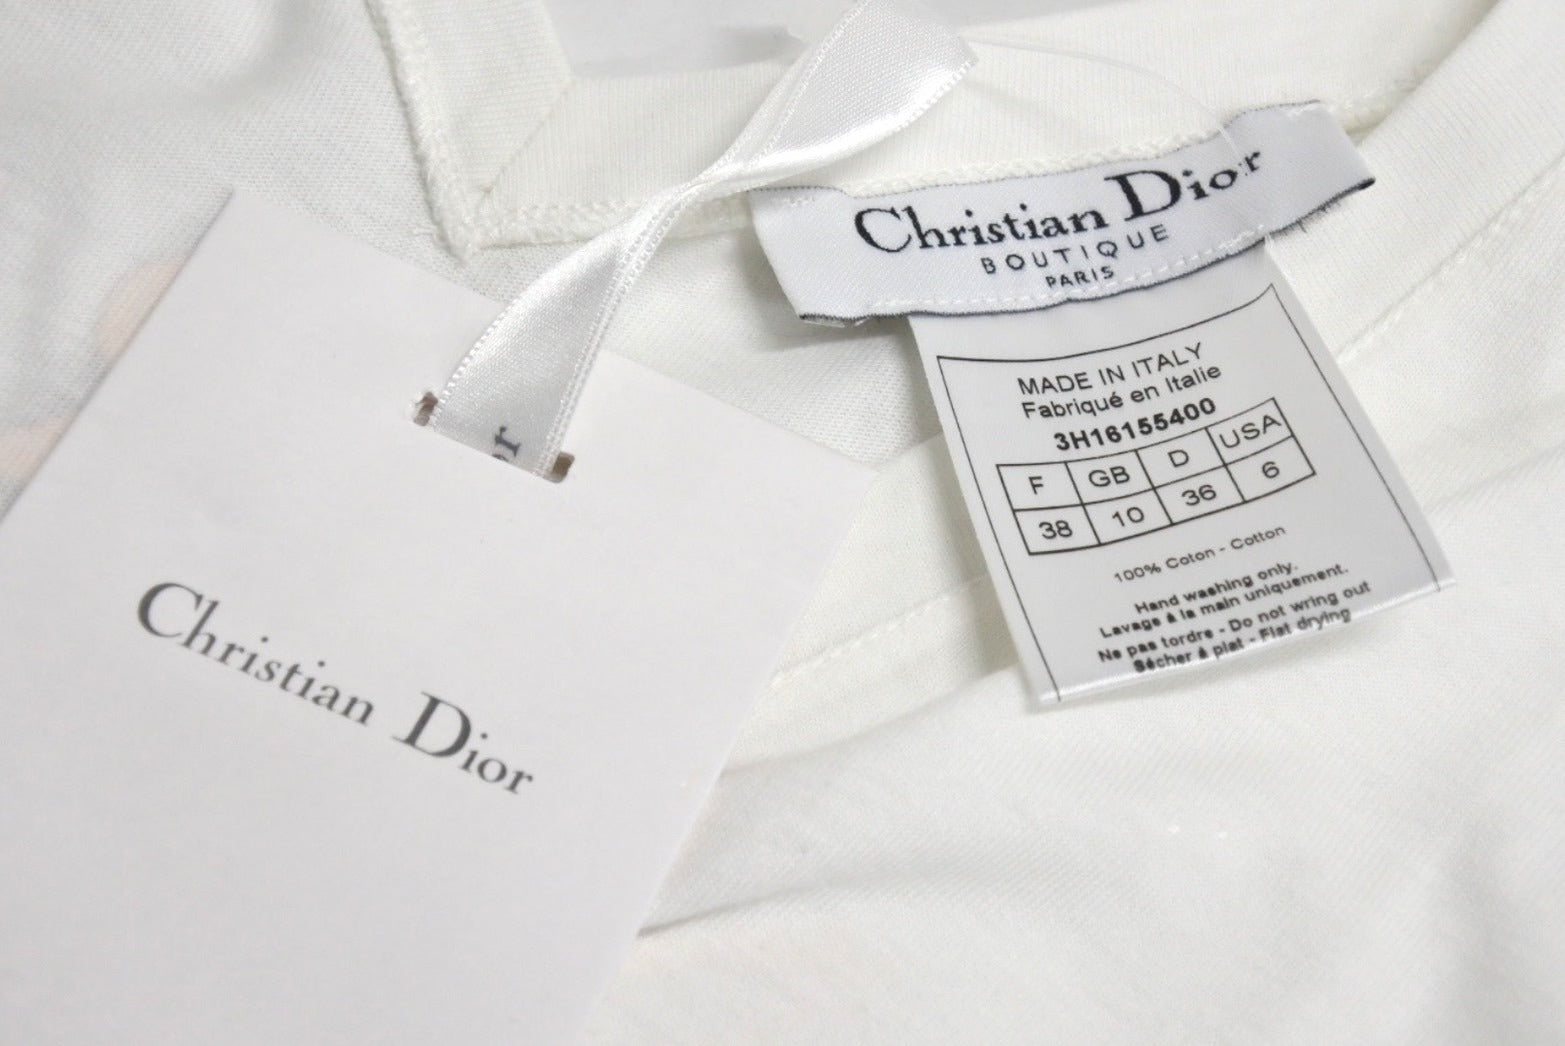 Christian Dior
BOUTIQUE
PARIS
MADE IN ITALY
Fabriqué en Italie
3H16155400
F GB D USA
38 10 36 6
100% Coton - Cotton
Hand washing only.
Lavage à la main uniquement.
Ne pas tordre - Do not wring out
Sécher à plat - Flat drying
or
Christian Dior